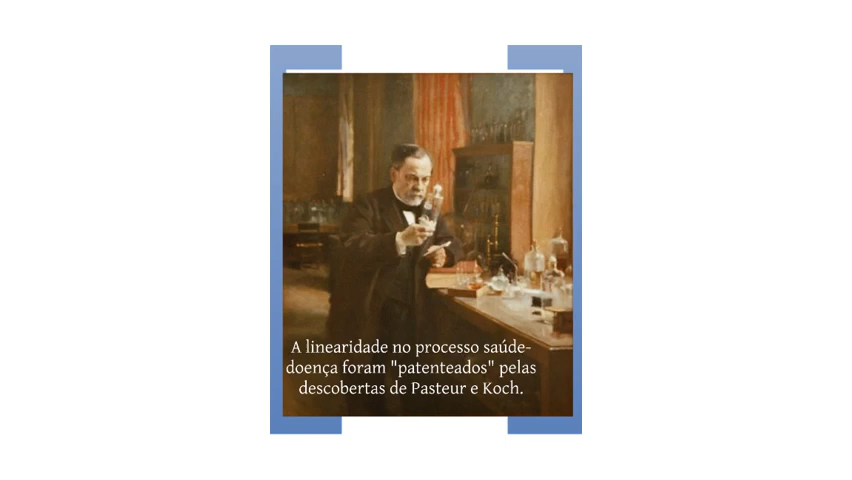 A linearidade no processo saúde-
doença foram "patenteados" pelas
descobertas de Pasteur e Koch.